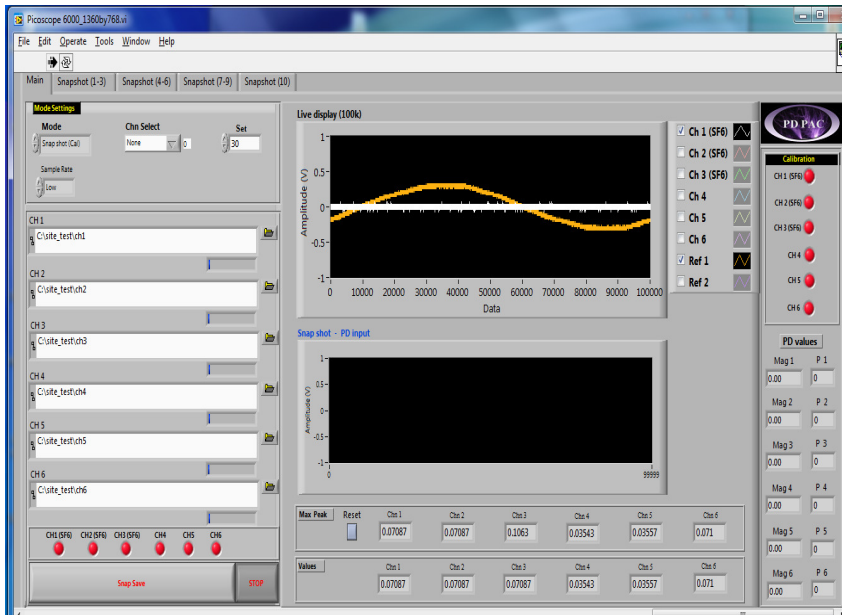 Picoscope 6000_1360by768.vi
File Edit Operate Tools Window Help
Main Snapshot (1-3) Snapshot (4-6) Snapshot (7-9) Snapshot (10)
Mode Settings
Mode Chn Select Set
Snap shot (Cal) None 0 30
Sample Rate
Low
CH 1
C:\site_test\ch1
CH 2
C:\site_test\ch2
CH 3
C:\site_test\ch3
CH 4
C:\site_test\ch4
CH 5
C:\site_test\ch5
CH 6
C:\site_test\ch6
CH1 (SF6) CH2 (SF6) CH3 (SF6) CH4 CH5 CH6
Snap Save STOP
Live display (100k)
Amplitude (V)
1
0.5
0
-0.5
-1
0 10000 20000 30000 40000 50000 60000 70000 80000 90000 100000
Data
Ch 1 (SF6)
Ch 2 (SF6)
Ch 3 (SF6)
Ch 4
Ch 5
Ch 6
Ref 1
Ref 2
Snap shot - PD input
Amplitude (V)
1
0.5
0
-0.5
-1
0 99999
Max Peak Reset Chn 1 Chn 2 Chn 3 Chn 4 Chn 5 Chn 6
0.07087 0.07087 0.1063 0.03543 0.03557 0.071
Values Chn 1 Chn 2 Chn 3 Chn 4 Chn 5 Chn 6
0.07087 0.07087 0.07087 0.03543 0.03557 0.071
PD PAC
Calibration
CH 1 (SF6)
CH 2 (SF6)
CH 3 (SF6)
CH 4
CH 5
CH 6
PD values
Mag 1 P 1
0.00 0
Mag 2 P 2
0.00 0
Mag 3 P 3
0.00 0
Mag 4 P 4
0.00 0
Mag 5 P 5
0.00 0
Mag 6 P 6
0.00 0